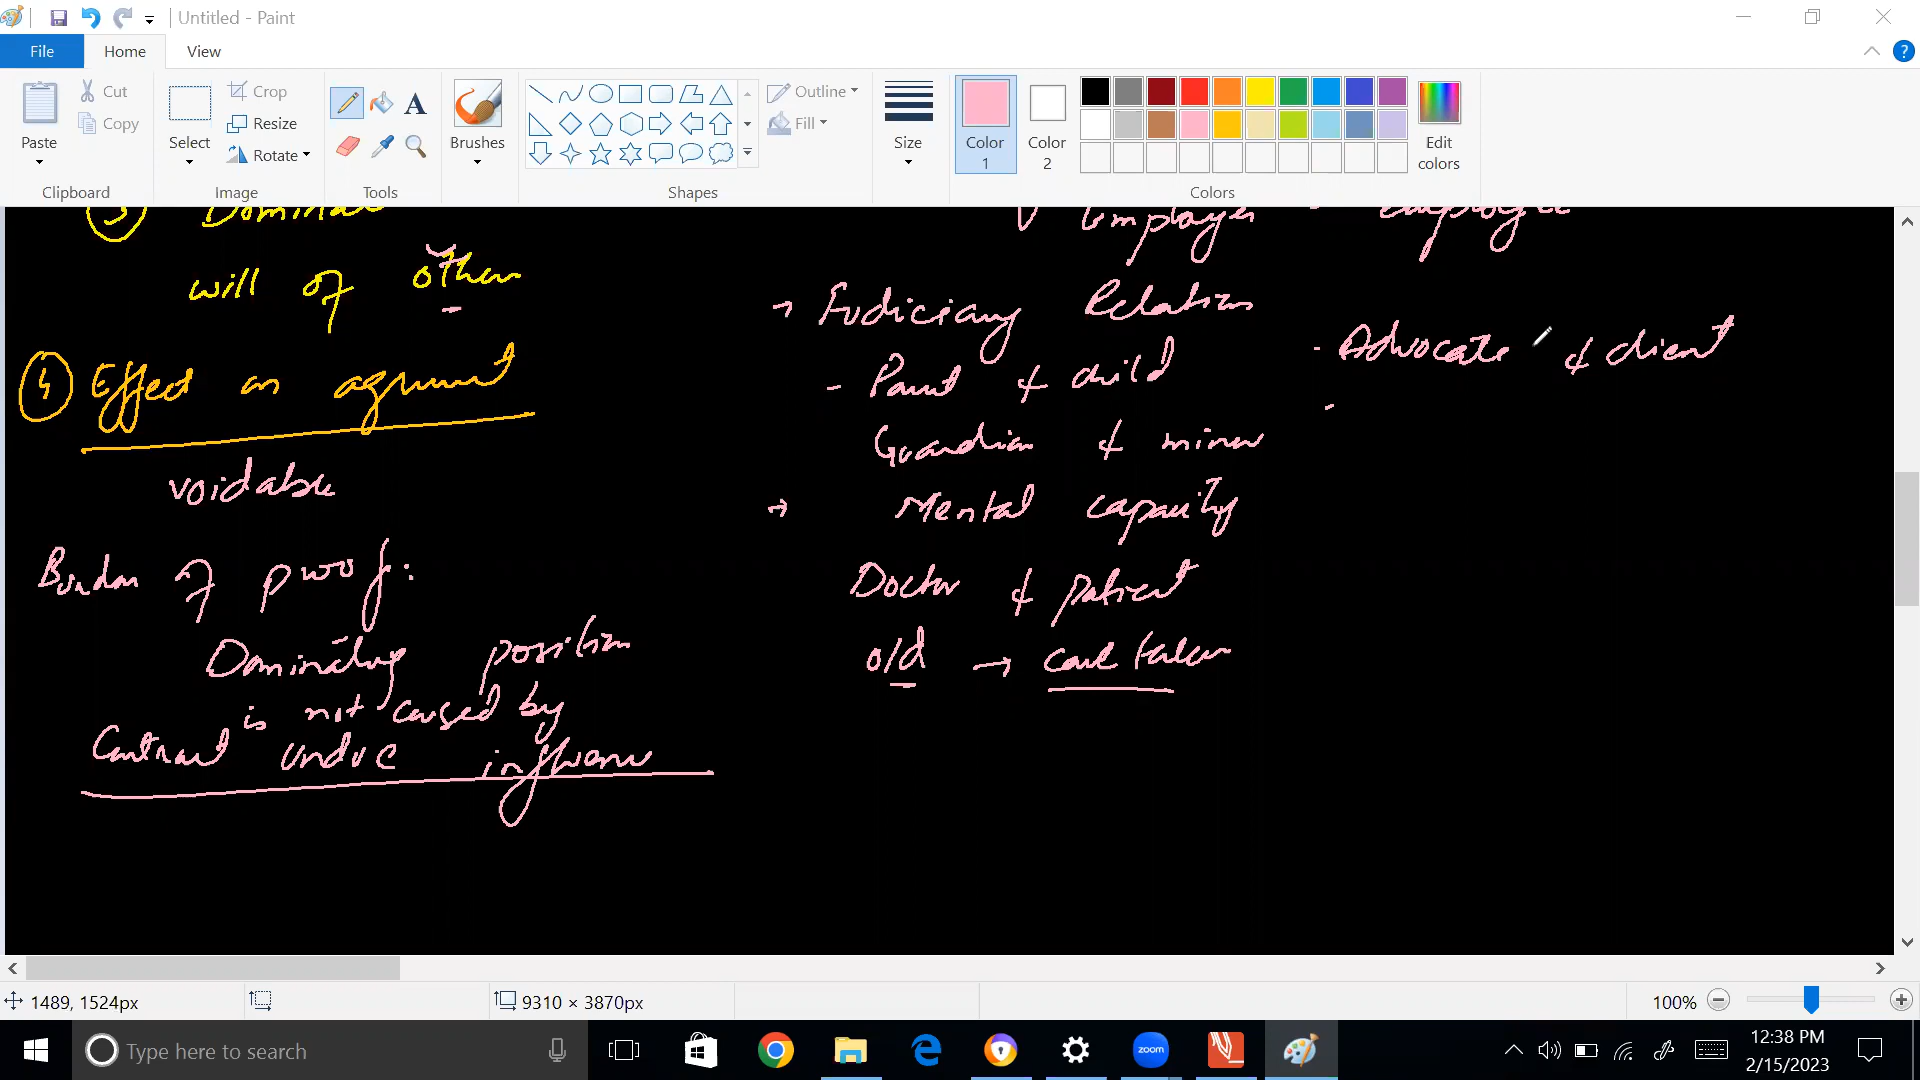 Untitled - Paint
File
Home
View
Paste
Cut
Copy
Clipboard
Select
Crop
Resize
Rotate
Image
Tools
Brushes
Shapes
Outline
Fill
Size
Color
1
Color
2
Edit
colors
Colors
3
will of other
4 Effect on agreement
voidable
Burden of proof:
Dominating position
is not caused by
Contract undue influence
Employer - employee
→ Fudiciary Relation
- Parent & child
Guardian & minor
→ Mental capacity
Doctor & patient
old → care taker
- Advocate & client
-
1489, 1524px
9310 × 3870px
100%
Type here to search
zoom
12:38 PM
2/15/2023